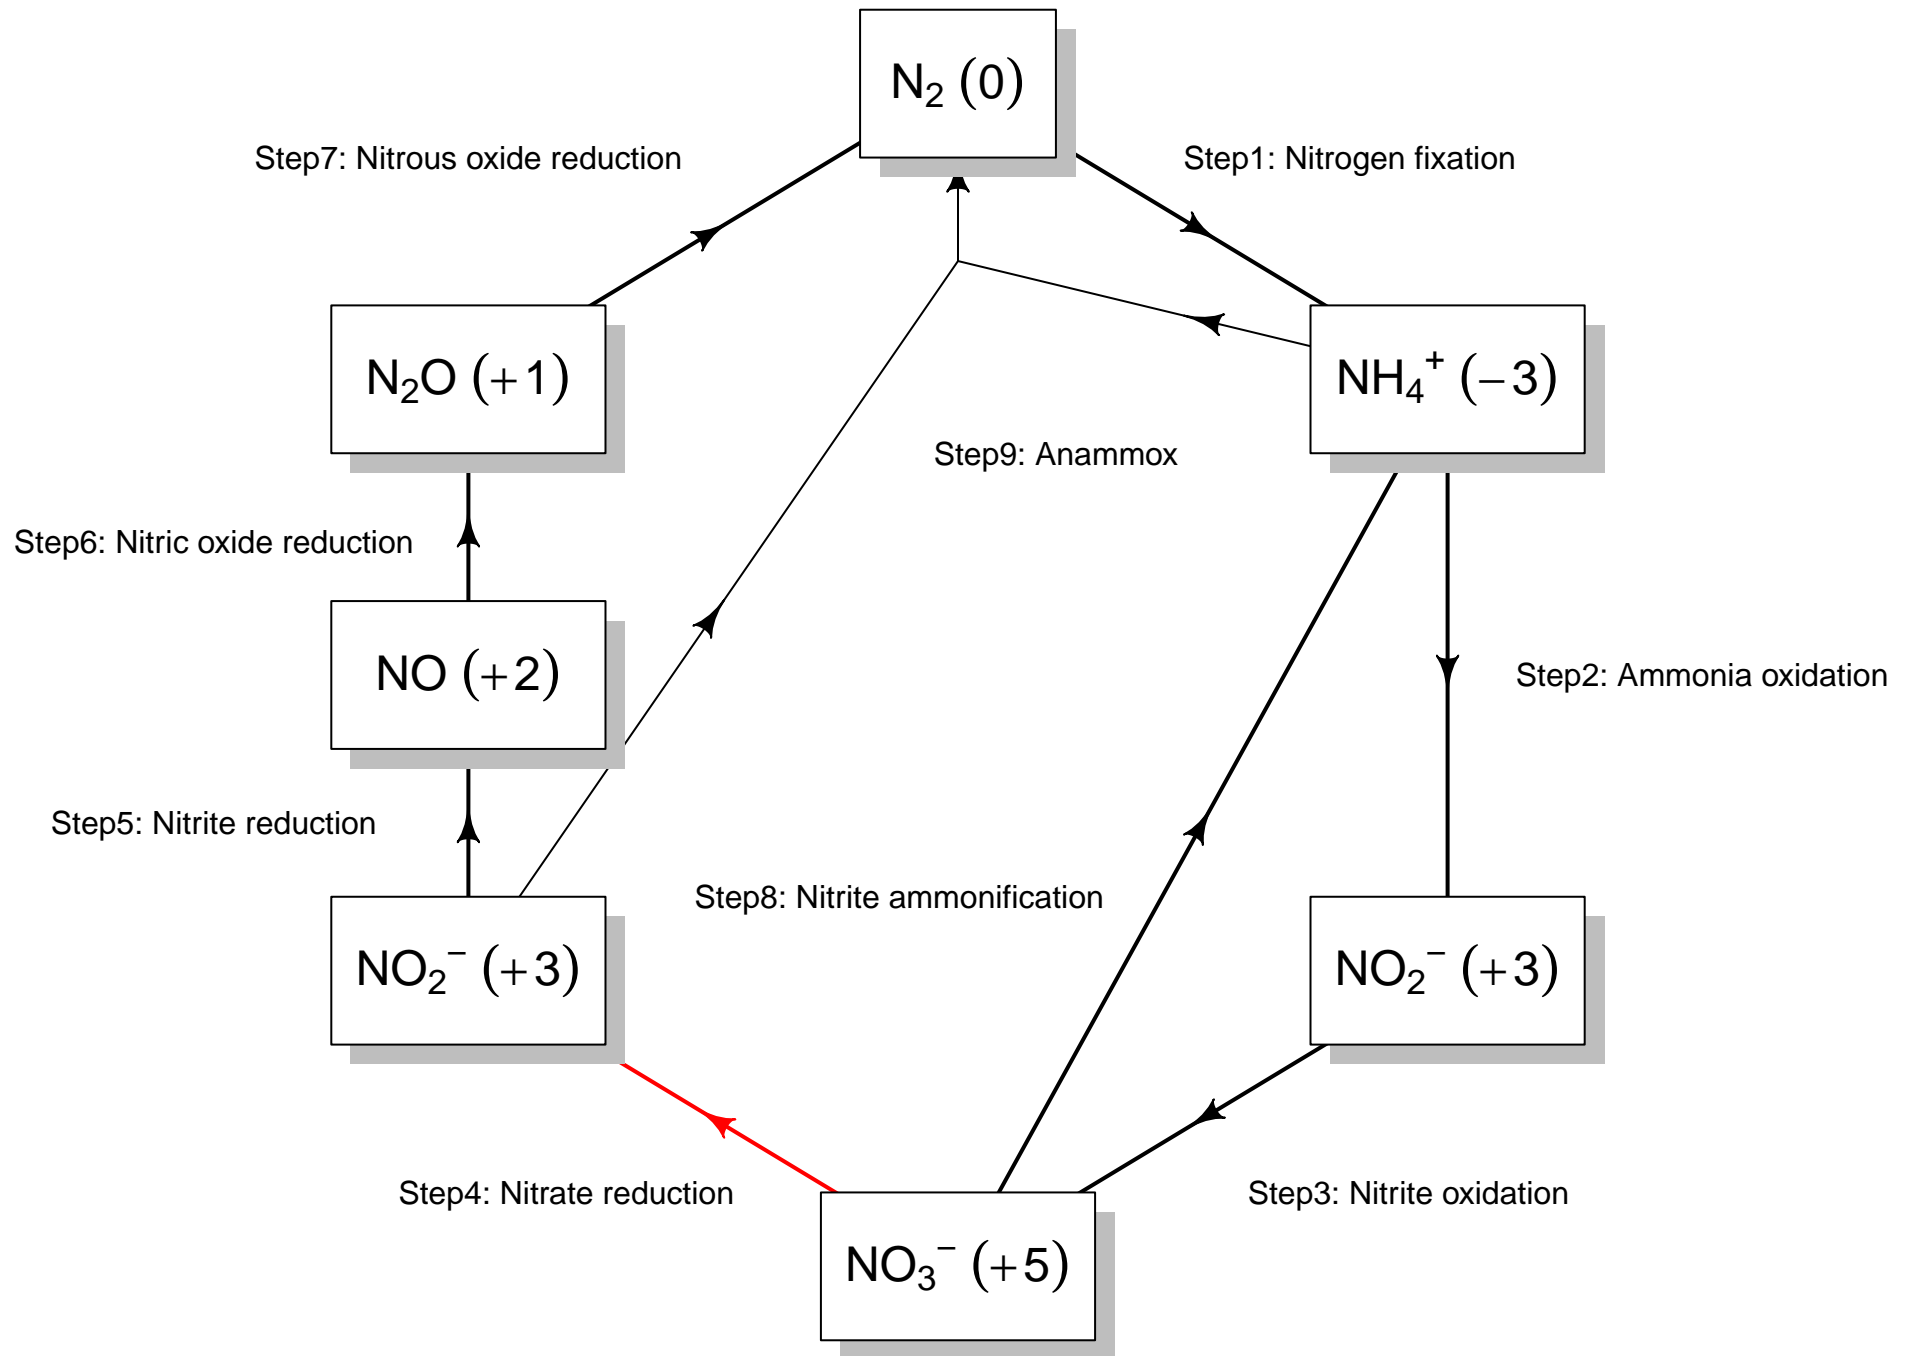 N₂ (0)
Step7: Nitrous oxide reduction
Step1: Nitrogen fixation
N₂O (+1)
NH₄⁺ (−3)
Step9: Anammox
Step6: Nitric oxide reduction
NO (+2)
Step2: Ammonia oxidation
Step5: Nitrite reduction
Step8: Nitrite ammonification
NO₂⁻ (+3)
NO₂⁻ (+3)
Step4: Nitrate reduction
Step3: Nitrite oxidation
NO₃⁻ (+5)